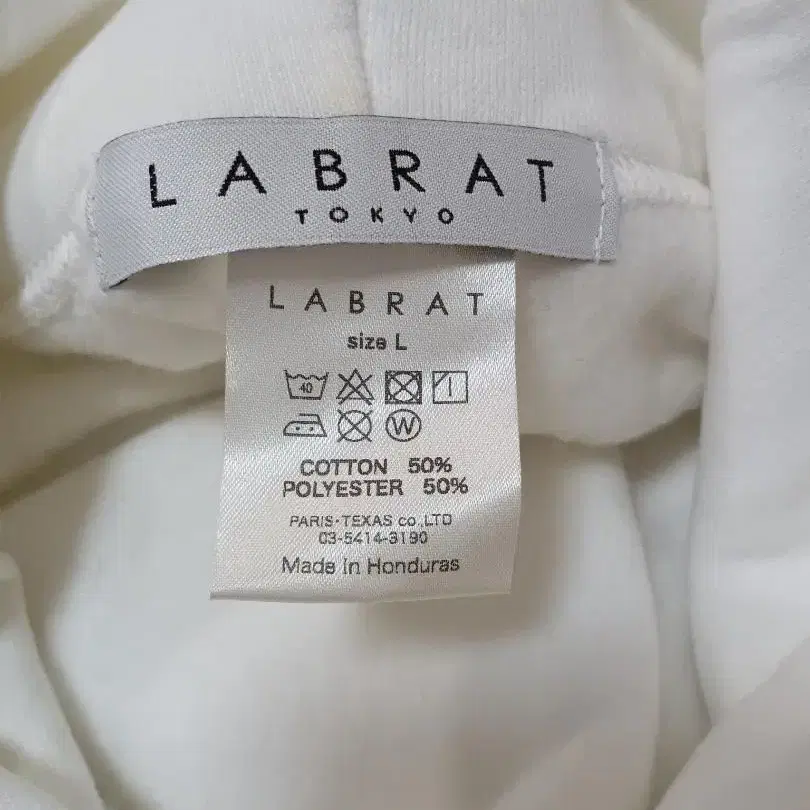 LABRAT
TOKYO
LABRAT
size L
40
W
COTTON 50%
POLYESTER 50%
PARIS·TEXAS co.,LTD
03-5414-3190
Made in Honduras